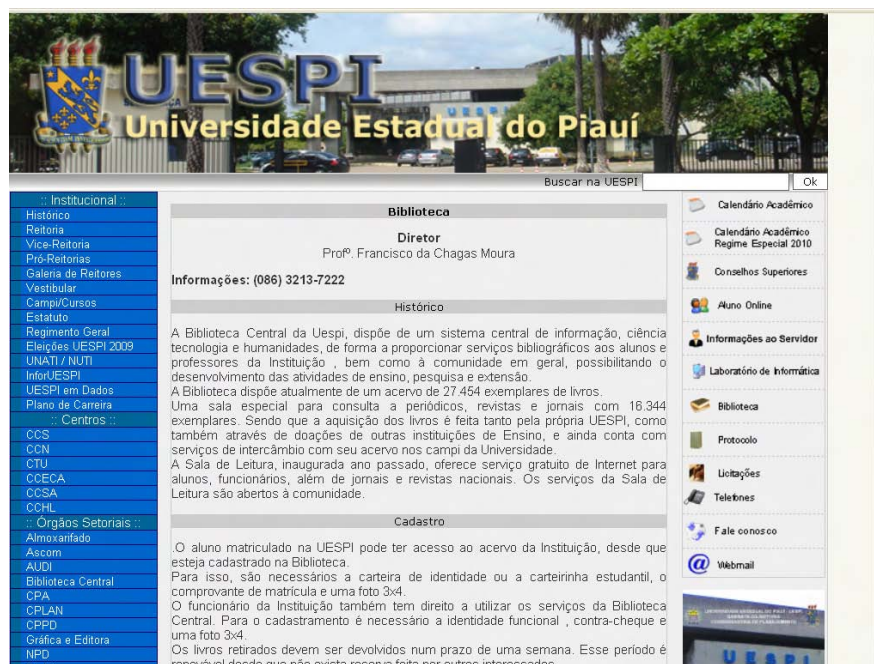 UESPI
Universidade Estadual do Piauí
Buscar na UESPI
Ok
:: Institucional ::
Histórico
Reitoria
Vice-Reitoria
Pró-Reitorias
Galeria de Reitores
Vestibular
Campi/Cursos
Estatuto
Regimento Geral
Eleições UESPI 2009
UNATI / NUTI
InforUESPI
UESPI em Dados
Plano de Carreira
:: Centros ::
CCS
CCN
CTU
CCECA
CCSA
CCHL
:: Órgãos Setoriais ::
Almoxarifado
Ascom
AUDI
Biblioteca Central
CPA
CPLAN
CPPD
Gráfica e Editora
NPD
Biblioteca
Diretor
Profº. Francisco da Chagas Moura
Informações: (086) 3213-7222
Histórico
A Biblioteca Central da Uespi, dispõe de um sistema central de informação, ciência
tecnologia e humanidades, de forma a proporcionar serviços bibliográficos aos alunos e
professores da Instituição , bem como à comunidade em geral, possibilitando o
desenvolvimento das atividades de ensino, pesquisa e extensão.
A Biblioteca dispõe atualmente de um acervo de 27.454 exemplares de livros.
Uma sala especial para consulta a periódicos, revistas e jornais com 16.344
exemplares. Sendo que a aquisição dos livros é feita tanto pela própria UESPI, como
também através de doações de outras instituições de Ensino, e ainda conta com
serviços de intercâmbio com seu acervo nos campi da Universidade.
A Sala de Leitura, inaugurada ano passado, oferece serviço gratuito de Internet para
alunos, funcionários, além de jornais e revistas nacionais. Os serviços da Sala de
Leitura são abertos à comunidade.
Cadastro
.O aluno matriculado na UESPI pode ter acesso ao acervo da Instituição, desde que
esteja cadastrado na Biblioteca.
Para isso, são necessários a carteira de identidade ou a carteirinha estudantil, o
comprovante de matrícula e uma foto 3x4.
O funcionário da Instituição também tem direito a utilizar os serviços da Biblioteca
Central. Para o cadastramento é necessário a identidade funcional , contra-cheque e
uma foto 3x4.
Os livros retirados devem ser devolvidos num prazo de uma semana. Esse período é
renovável desde que não exista reserva feita por outros interessados.
Calendário Acadêmico
Calendário Acadêmico
Regime Especial 2010
Conselhos Superiores
Aluno Online
Informações ao Servidor
Laboratório de Informática
Biblioteca
Protocolo
Licitações
Telefones
Fale conosco
Webmail
UESPI